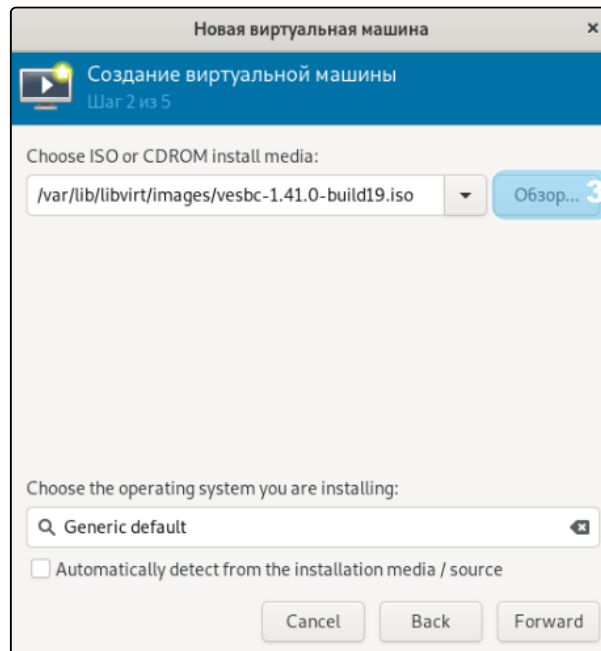 Новая виртуальная машина ×
Создание виртуальной машины
Шаг 2 из 5
Choose ISO or CDROM install media:
/var/lib/libvirt/images/vesbc-1.41.0-build19.iso Обзор... 3
Choose the operating system you are installing:
Generic default
Automatically detect from the installation media / source
Cancel Back Forward